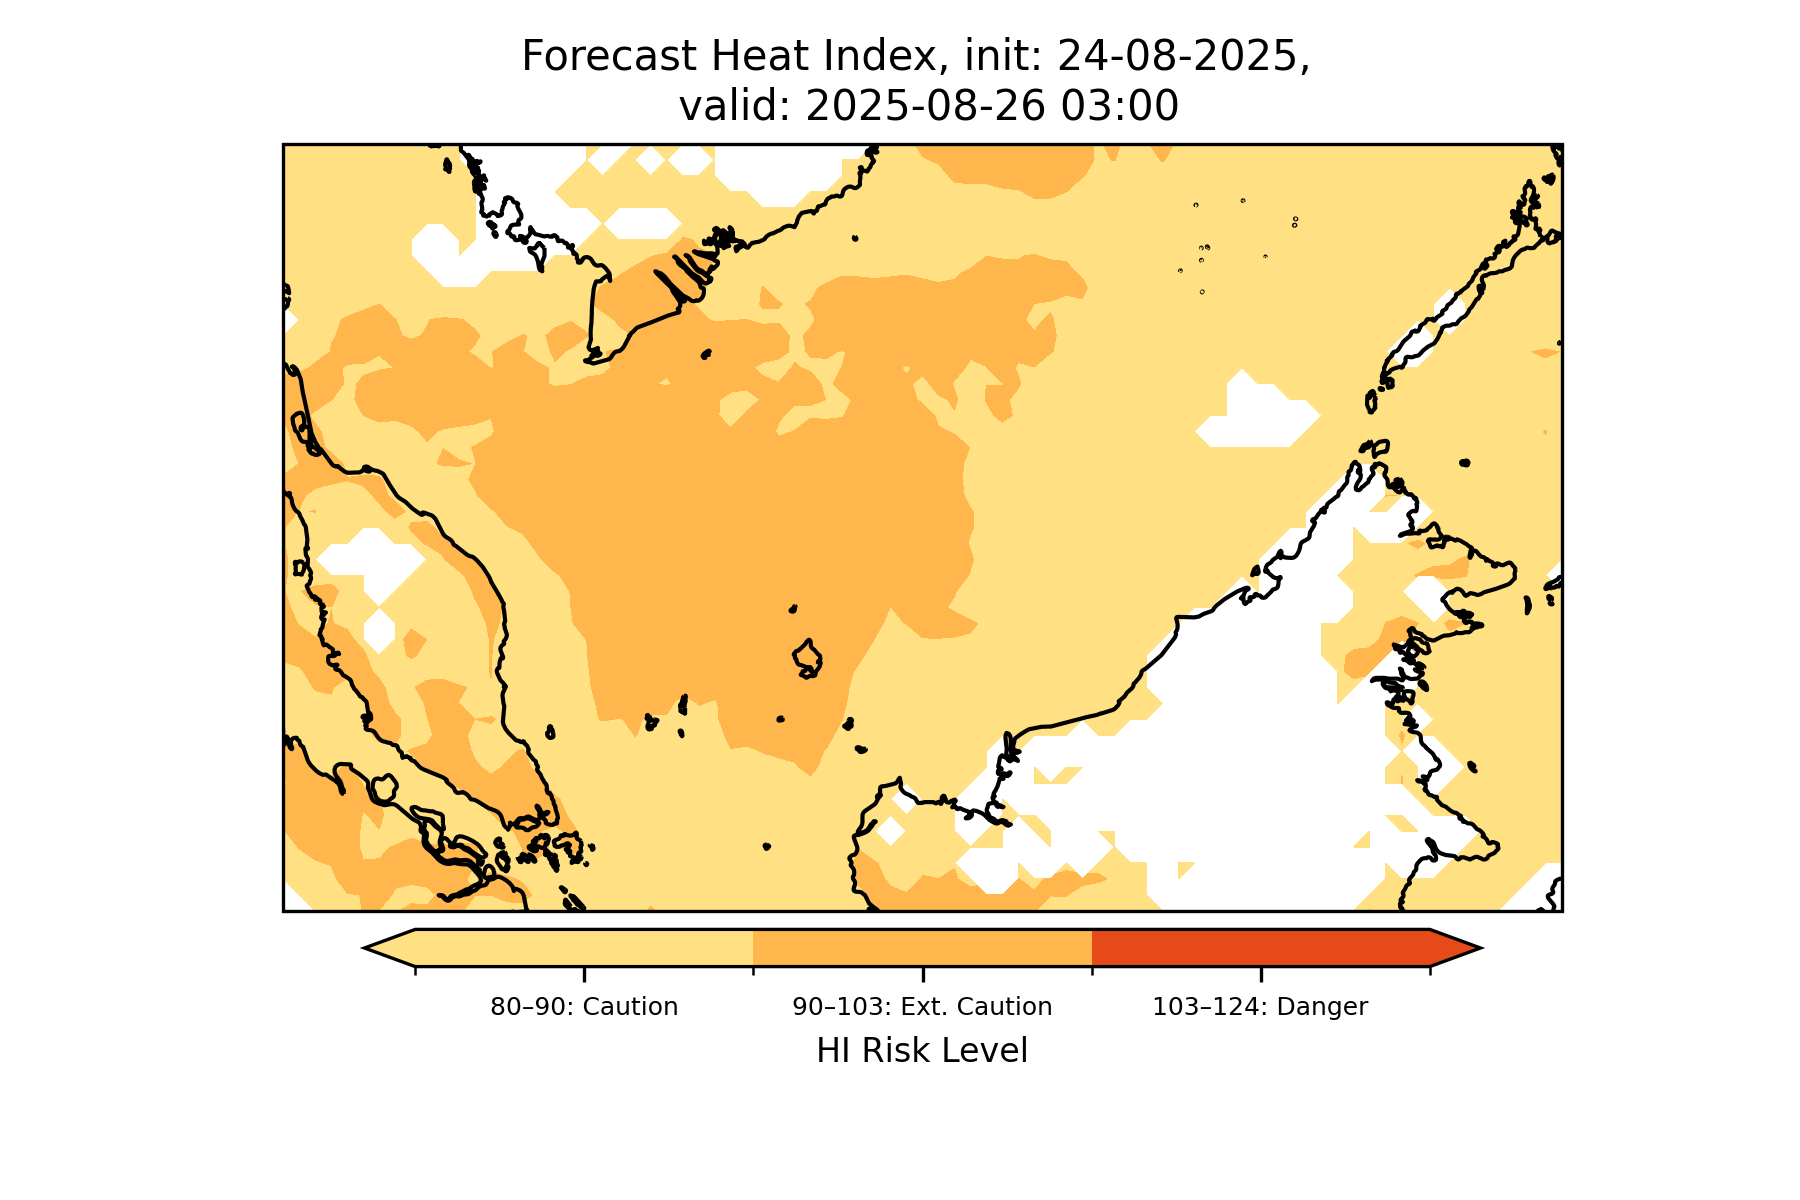 Forecast Heat Index, init: 24-08-2025,
valid: 2025-08-26 03:00
80–90: Caution
90–103: Ext. Caution
103–124: Danger
HI Risk Level